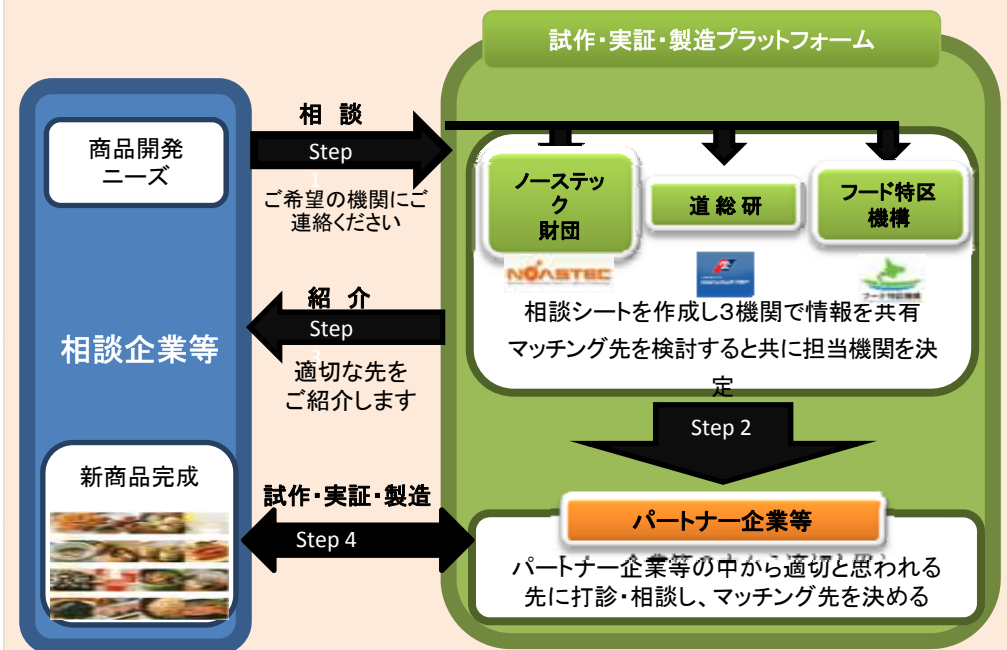 試作・実証・製造プラットフォーム
商品開発
ニーズ
相 談
Step
ご希望の機関にご
連絡ください
ノーステッ
ク
財団
道 総 研
フード特区
機構
NOASTEC
フード特区機構
相談シートを作成し3機関で情報を共有
マッチング先を検討すると共に担当機関を決
定
紹 介
Step
適切な先を
ご紹介します
相談企業等
Step 2
新商品完成
試作・実証・製造
Step 4
パートナー企業等
パートナー企業等の中から適切と思われる
先に打診・相談し、マッチング先を決める